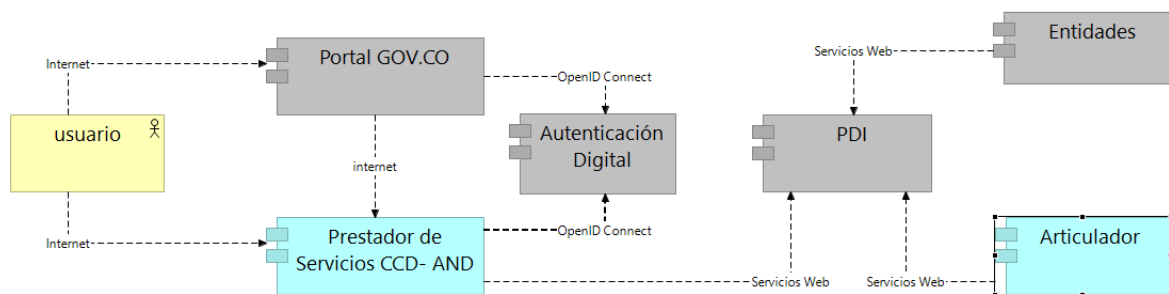 Entidades
Servicios Web
Portal GOV.CO
Internet
OpenID Connect
usuario
Autenticación
Digital
PDI
internet
Prestador de
Servicios CCD- AND
Internet
OpenID Connect
Articulador
Servicios Web
Servicios Web